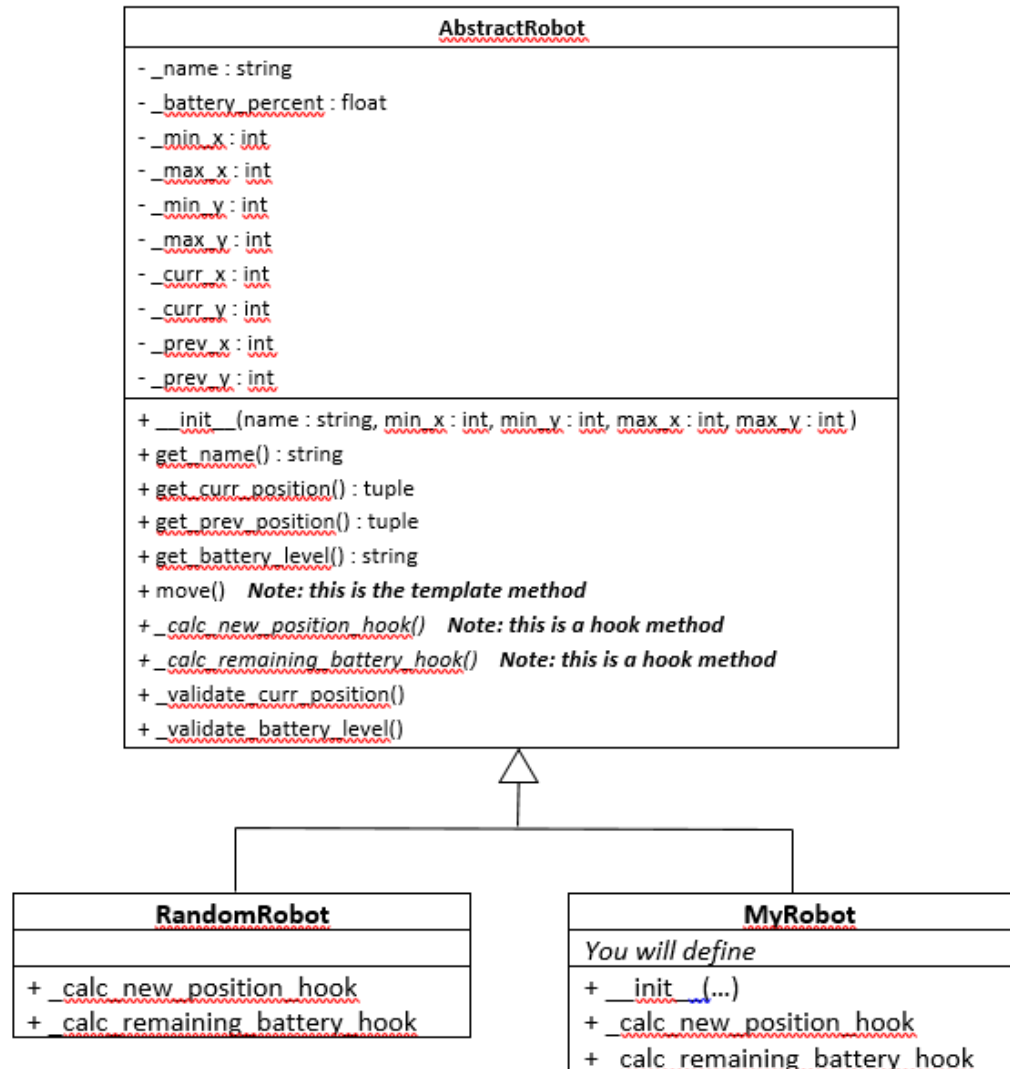 AbstractRobot
- _name : string
- _battery_percent : float
- _min_x : int
- _max_x : int
- _min_y : int
- _max_y : int
- _curr_x : int
- _curr_y : int
- _prev_x : int
- _prev_y : int
+ __init__(name : string, min_x : int, min_y : int, max_x : int, max_y : int )
+ get_name() : string
+ get_curr_position() : tuple
+ get_prev_position() : tuple
+ get_battery_level() : string
+ move() Note: this is the template method
+ _calc_new_position_hook() Note: this is a hook method
+ _calc_remaining_battery_hook() Note: this is a hook method
+ _validate_curr_position()
+ _validate_battery_level()
RandomRobot
+ _calc_new_position_hook
+ _calc_remaining_battery_hook
MyRobot
You will define
+ __init__(...)
+ _calc_new_position_hook
+ _calc_remaining_battery_hook